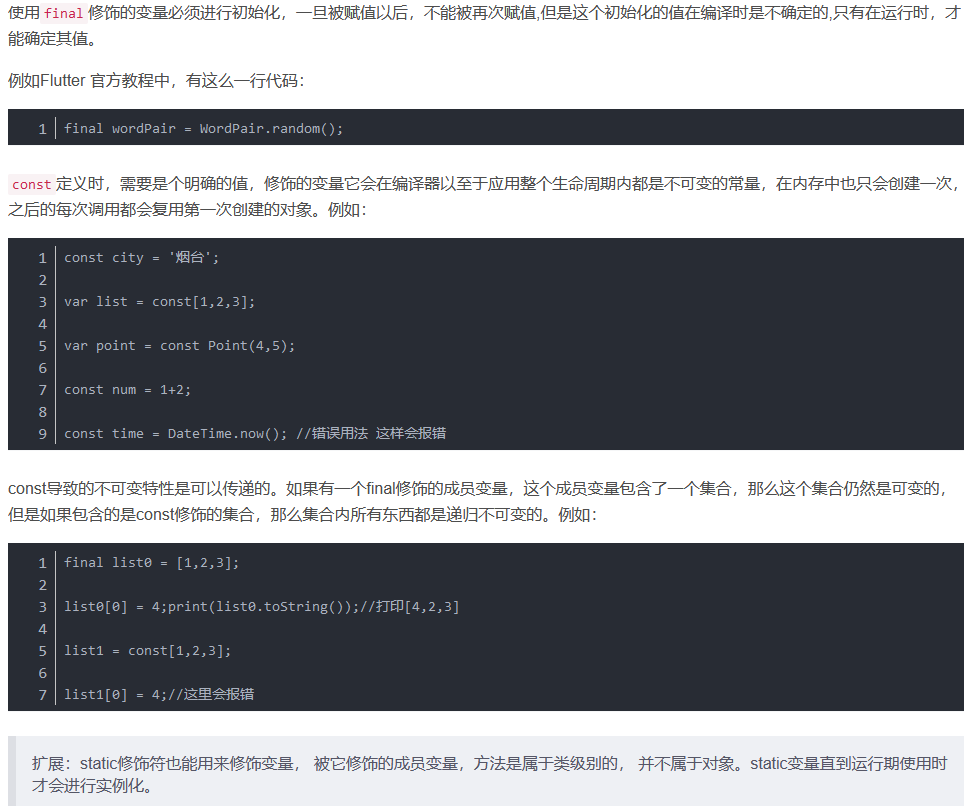 使用 final 修饰的变量必须进行初始化，一旦被赋值以后，不能被再次赋值,但是这个初始化的值在编译时是不确定的,只有在运行时，才
能确定其值。
例如Flutter 官方教程中，有这么一行代码：
1 final wordPair = WordPair.random();
const 定义时，需要是个明确的值，修饰的变量它会在编译器以至于应用整个生命周期内都是不可变的常量，在内存中也只会创建一次，
之后的每次调用都会复用第一次创建的对象。例如：
1 const city = '烟台';
2
3 var list = const[1,2,3];
4
5 var point = const Point(4,5);
6
7 const num = 1+2;
8
9 const time = DateTime.now(); //错误用法 这样会报错
const导致的不可变特性是可以传递的。如果有一个final修饰的成员变量，这个成员变量包含了一个集合，那么这个集合仍然是可变的，
但是如果包含的是const修饰的集合，那么集合内所有东西都是递归不可变的。例如：
1 final list0 = [1,2,3];
2
3 list0[0] = 4;print(list0.toString());//打印[4,2,3]
4
5 list1 = const[1,2,3];
6
7 list1[0] = 4;//这里会报错
扩展：static修饰符也能用来修饰变量， 被它修饰的成员变量，方法是属于类级别的， 并不属于对象。static变量直到运行期使用时
才会进行实例化。